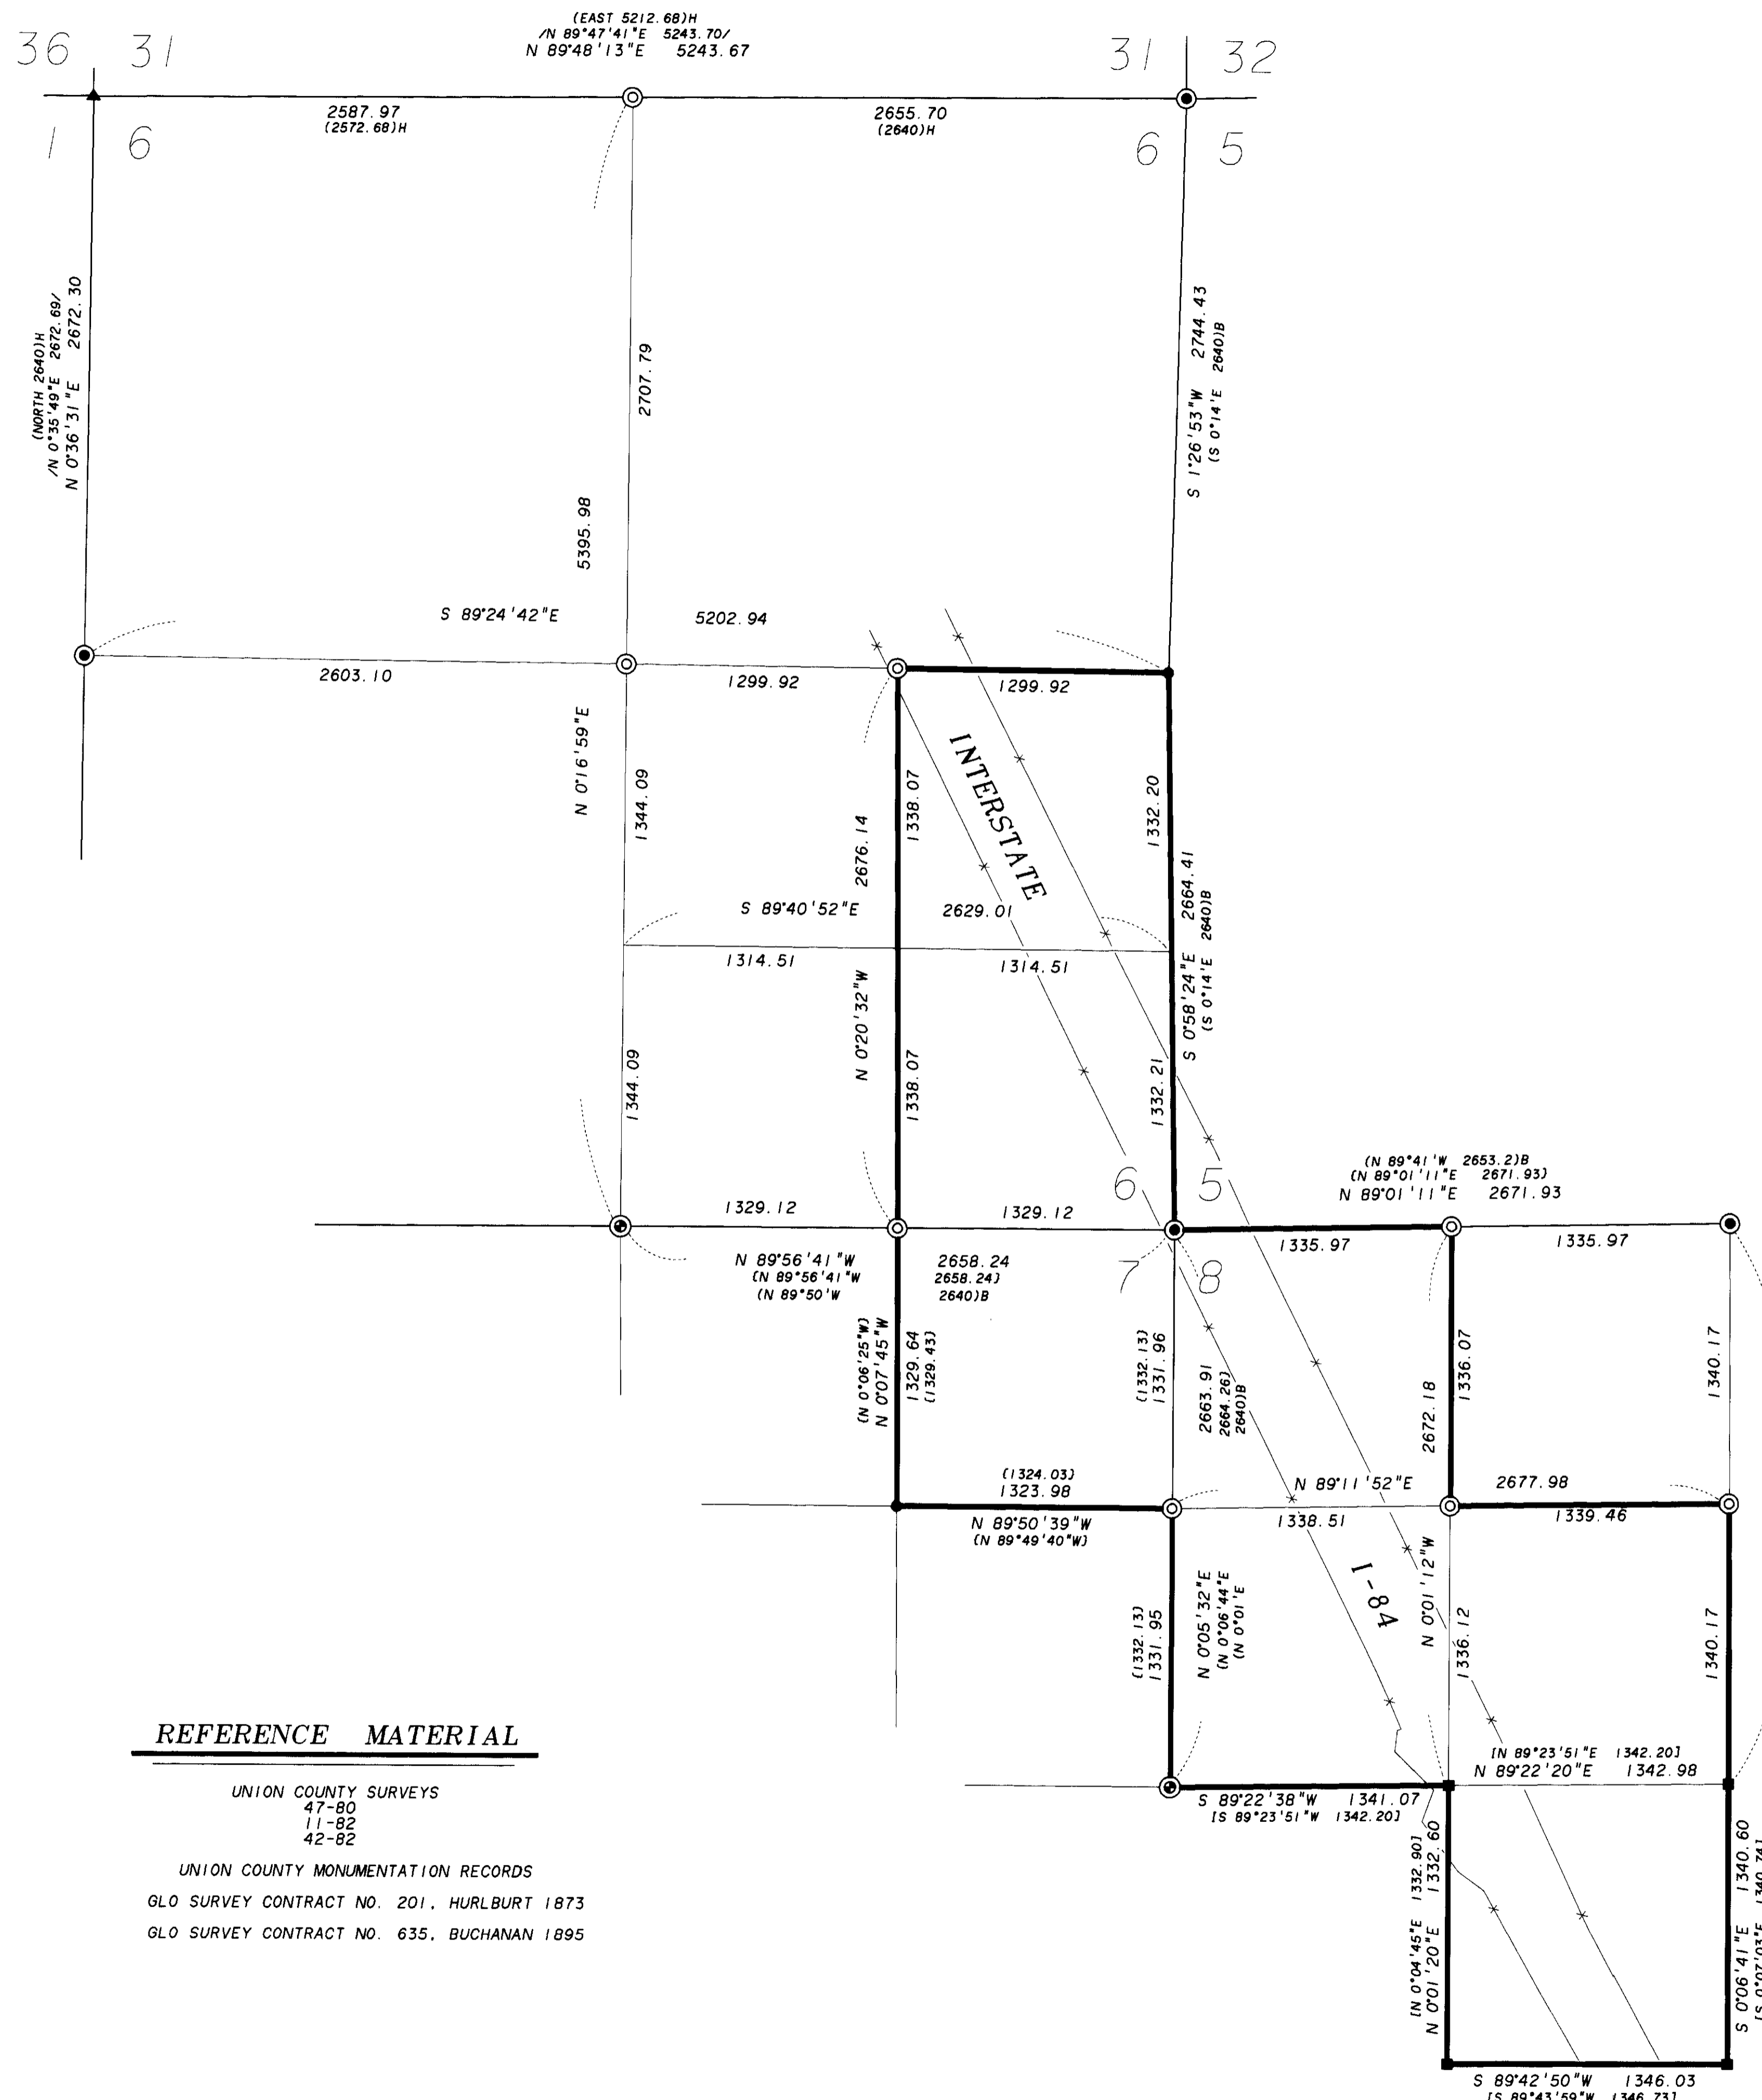 (EAST 5212.68)H
/N 89°47'41"E 5243.70/
N 89°48'13"E 5243.67
36 31
31 32
2587.97
(2572.68)H
2655.70
(2640)H
1 6
6 5
(NORTH 2640)H
/N 0°35'49"E 2672.69/
N 0°36'31"E 2672.30
2707.79
5395.98
N 0°16'59"E
S 1°26'53"W 2744.43
(S 0°14'E 2640)B
S 89°24'42"E 5202.94
2603.10
1299.92
1299.92
INTERSTATE
1344.09
2676.14
1338.07
1332.20
S 0°58'24"E 2664.41
(S 0°14'E 2640)B
S 89°40'52"E 2629.01
1314.51
1314.51
N 0°20'32"W
1344.09
1338.07
1332.21
6 5
(N 89°41'W 2653.2)B
(N 89°01'11"E 2671.93)
N 89°01'11"E 2671.93
1329.12
1329.12
1335.97
1335.97
N 89°56'41"W 2658.24
(N 89°56'41"W 2658.24)
(N 89°50'W 2640)B
7 8
(N 0°06'25"W)
N 0°07'45"W
1329.64
(1329.43)
(1332.13)
1331.96
2663.91
2664.26)
2640)B
2672.18
1336.07
1340.17
(1324.03)
1323.98
N 89°50'39"W
(N 89°49'40"W)
N 89°11'52"E 2677.98
1338.51
1339.46
I-84
(1332.13)
1331.95
N 0°05'32"E
(N 0°06'44"E
(N 0°01'E
N 0°01'12"W
1336.12
1340.17
[N 89°23'51"E 1342.20]
N 89°22'20"E 1342.98
S 89°22'38"W 1341.07
[S 89°23'51"W 1342.20]
[N 0°04'45"E 1332.90]
N 0°01'20"E 1332.60
S 0°06'41"E 1340.60
[S 0°07'03"E 1340.74]
S 89°42'50"W 1346.03
[S 89°43'59"W 1346.73]
REFERENCE MATERIAL
UNION COUNTY SURVEYS
47-80
11-82
42-82
UNION COUNTY MONUMENTATION RECORDS
GLO SURVEY CONTRACT NO. 201, HURLBURT 1873
GLO SURVEY CONTRACT NO. 635, BUCHANAN 1895